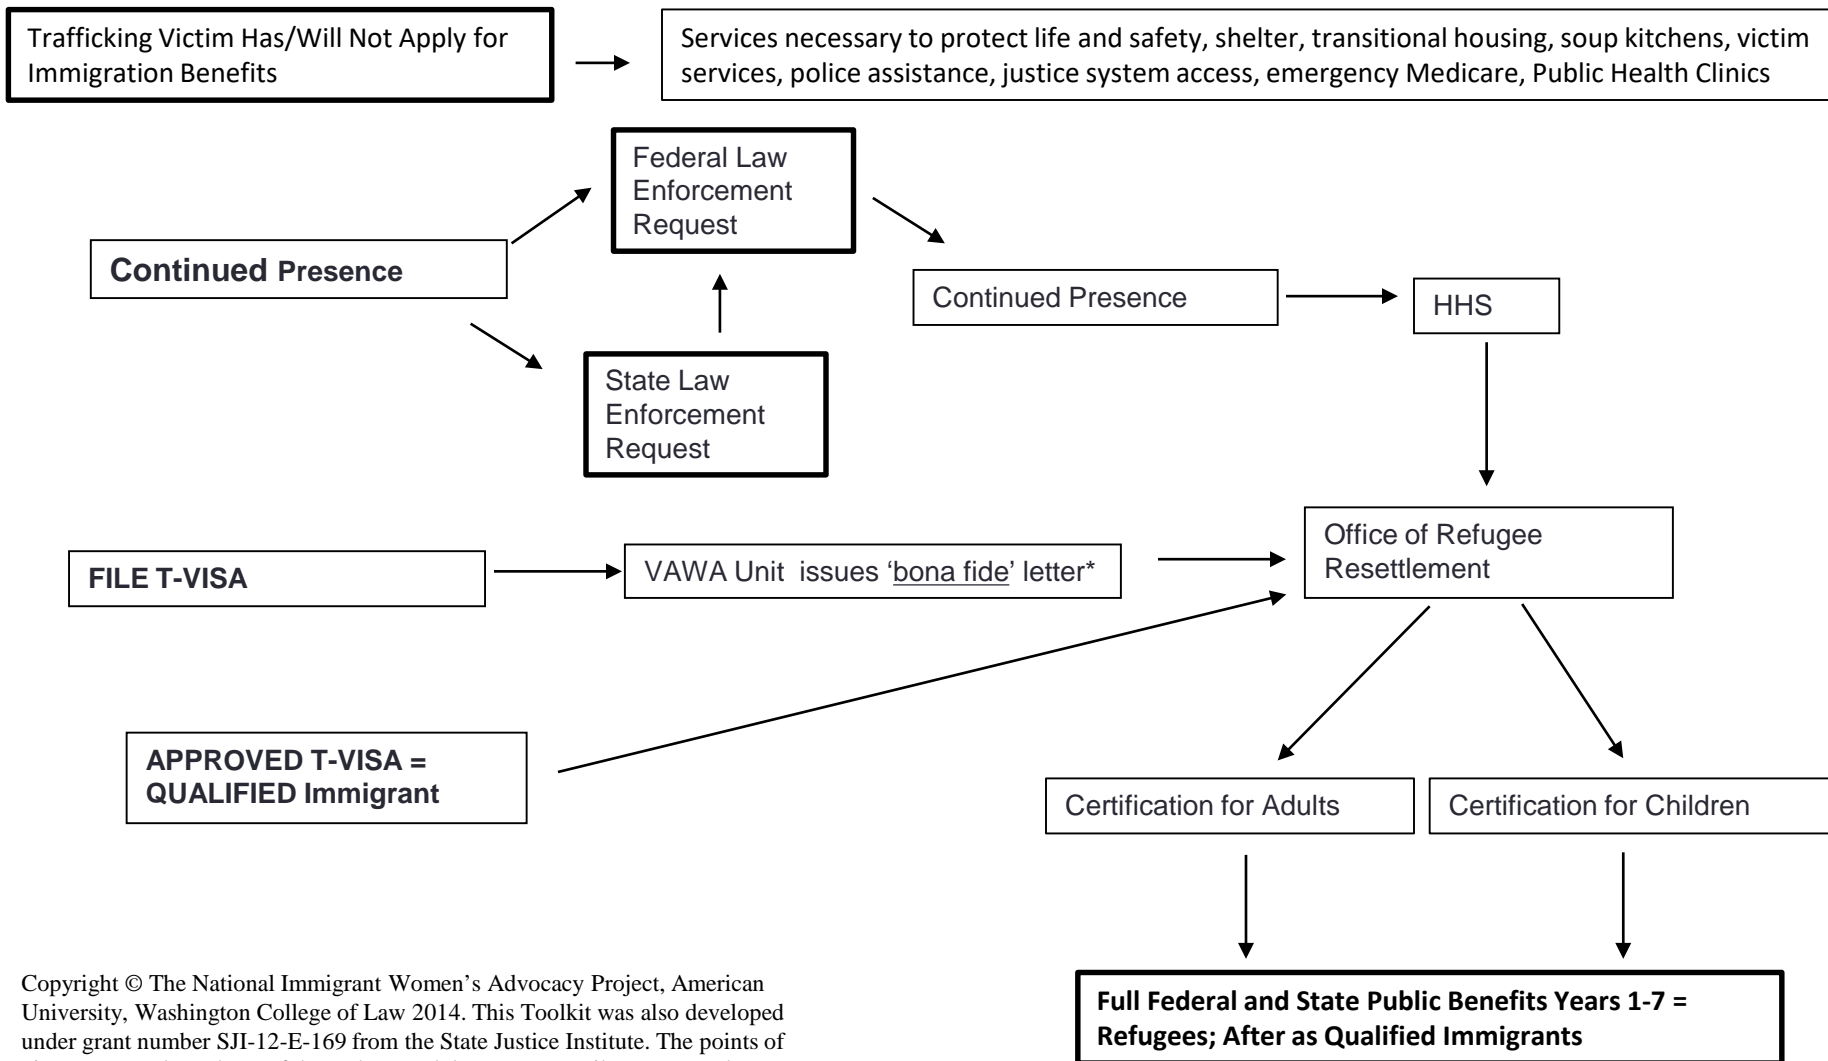 Trafficking Victim Has/Will Not Apply for
Immigration Benefits
Services necessary to protect life and safety, shelter, transitional housing, soup kitchens, victim
services, police assistance, justice system access, emergency Medicare, Public Health Clinics
Federal Law
Enforcement
Request
Continued Presence
Continued Presence
HHS
State Law
Enforcement
Request
Office of Refugee
Resettlement
FILE T-VISA
VAWA Unit issues ‘bona fide’ letter*
APPROVED T-VISA =
QUALIFIED Immigrant
Certification for Adults
Certification for Children
Copyright © The National Immigrant Women’s Advocacy Project, American
University, Washington College of Law 2014. This Toolkit was also developed
under grant number SJI-12-E-169 from the State Justice Institute. The points of
Full Federal and State Public Benefits Years 1-7 =
Refugees; After as Qualified Immigrants